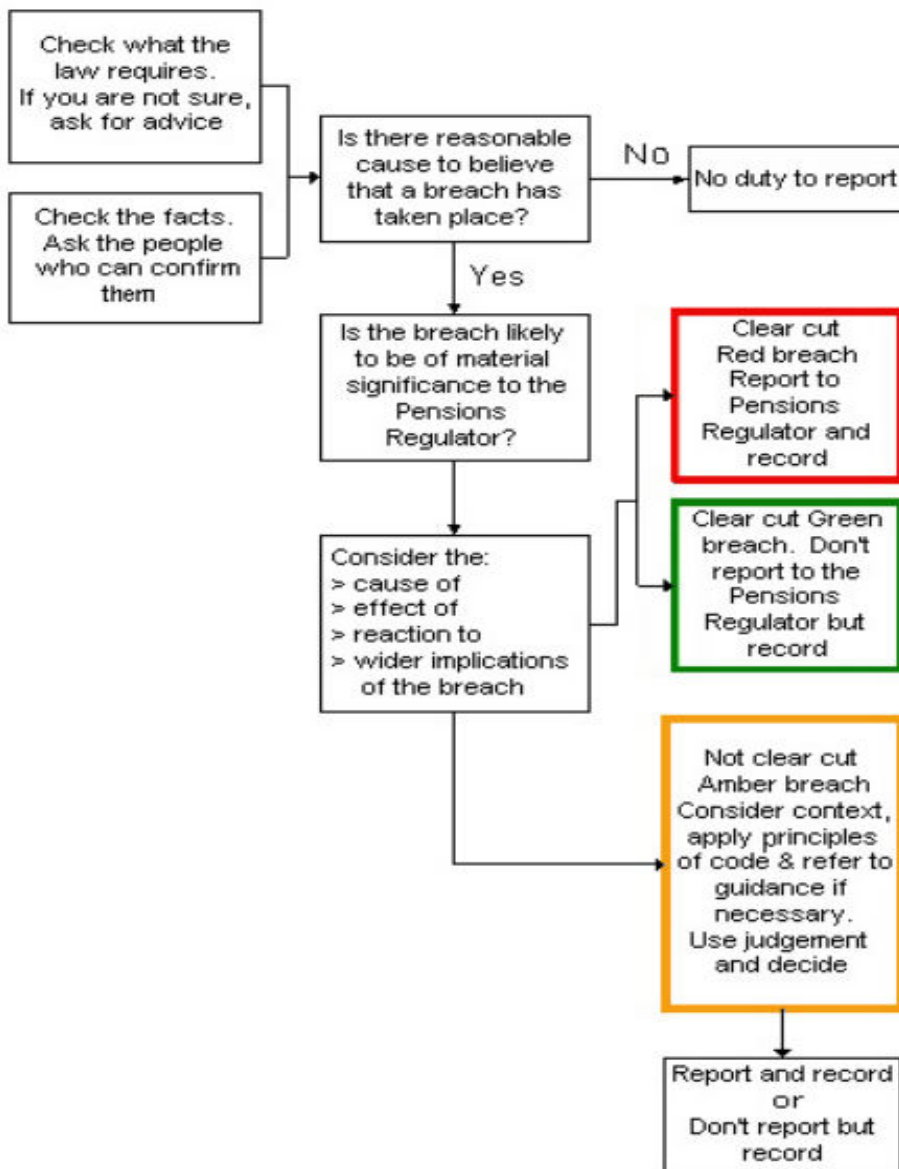 Check what the
law requires.
If you are not sure,
ask for advice
Check the facts.
Ask the people
who can confirm
them
Is there reasonable
cause to believe
that a breach has
taken place?
No
No duty to report
Yes
Is the breach likely
to be of material
significance to the
Pensions
Regulator?
Consider the:
> cause of
> effect of
> reaction to
> wider implications
of the breach
Clear cut
Red breach
Report to
Pensions
Regulator and
record
Clear cut Green
breach. Don't
report to the
Pensions
Regulator but
record
Not clear cut
Amber breach
Consider context,
apply principles
of code & refer to
guidance if
necessary.
Use judgement
and decide
Report and record
or
Don't report but
record